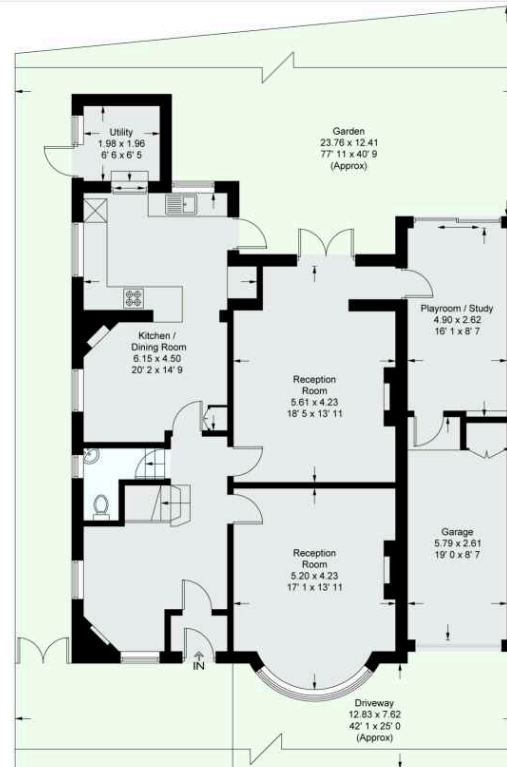 Utility
1.98 x 1.96
6' 6 x 6' 5
Garden
23.76 x 12.41
77' 11 x 40' 9
(Approx)
Playroom / Study
4.90 x 2.62
16' 1 x 8' 7
Kitchen /
Dining Room
6.15 x 4.50
20' 2 x 14' 9
Reception
Room
5.61 x 4.23
18' 5 x 13' 11
Garage
5.79 x 2.61
19' 0 x 8' 7
Reception
Room
5.20 x 4.23
17' 1 x 13' 11
IN
Driveway
12.83 x 7.62
42' 1 x 25' 0
(Approx)